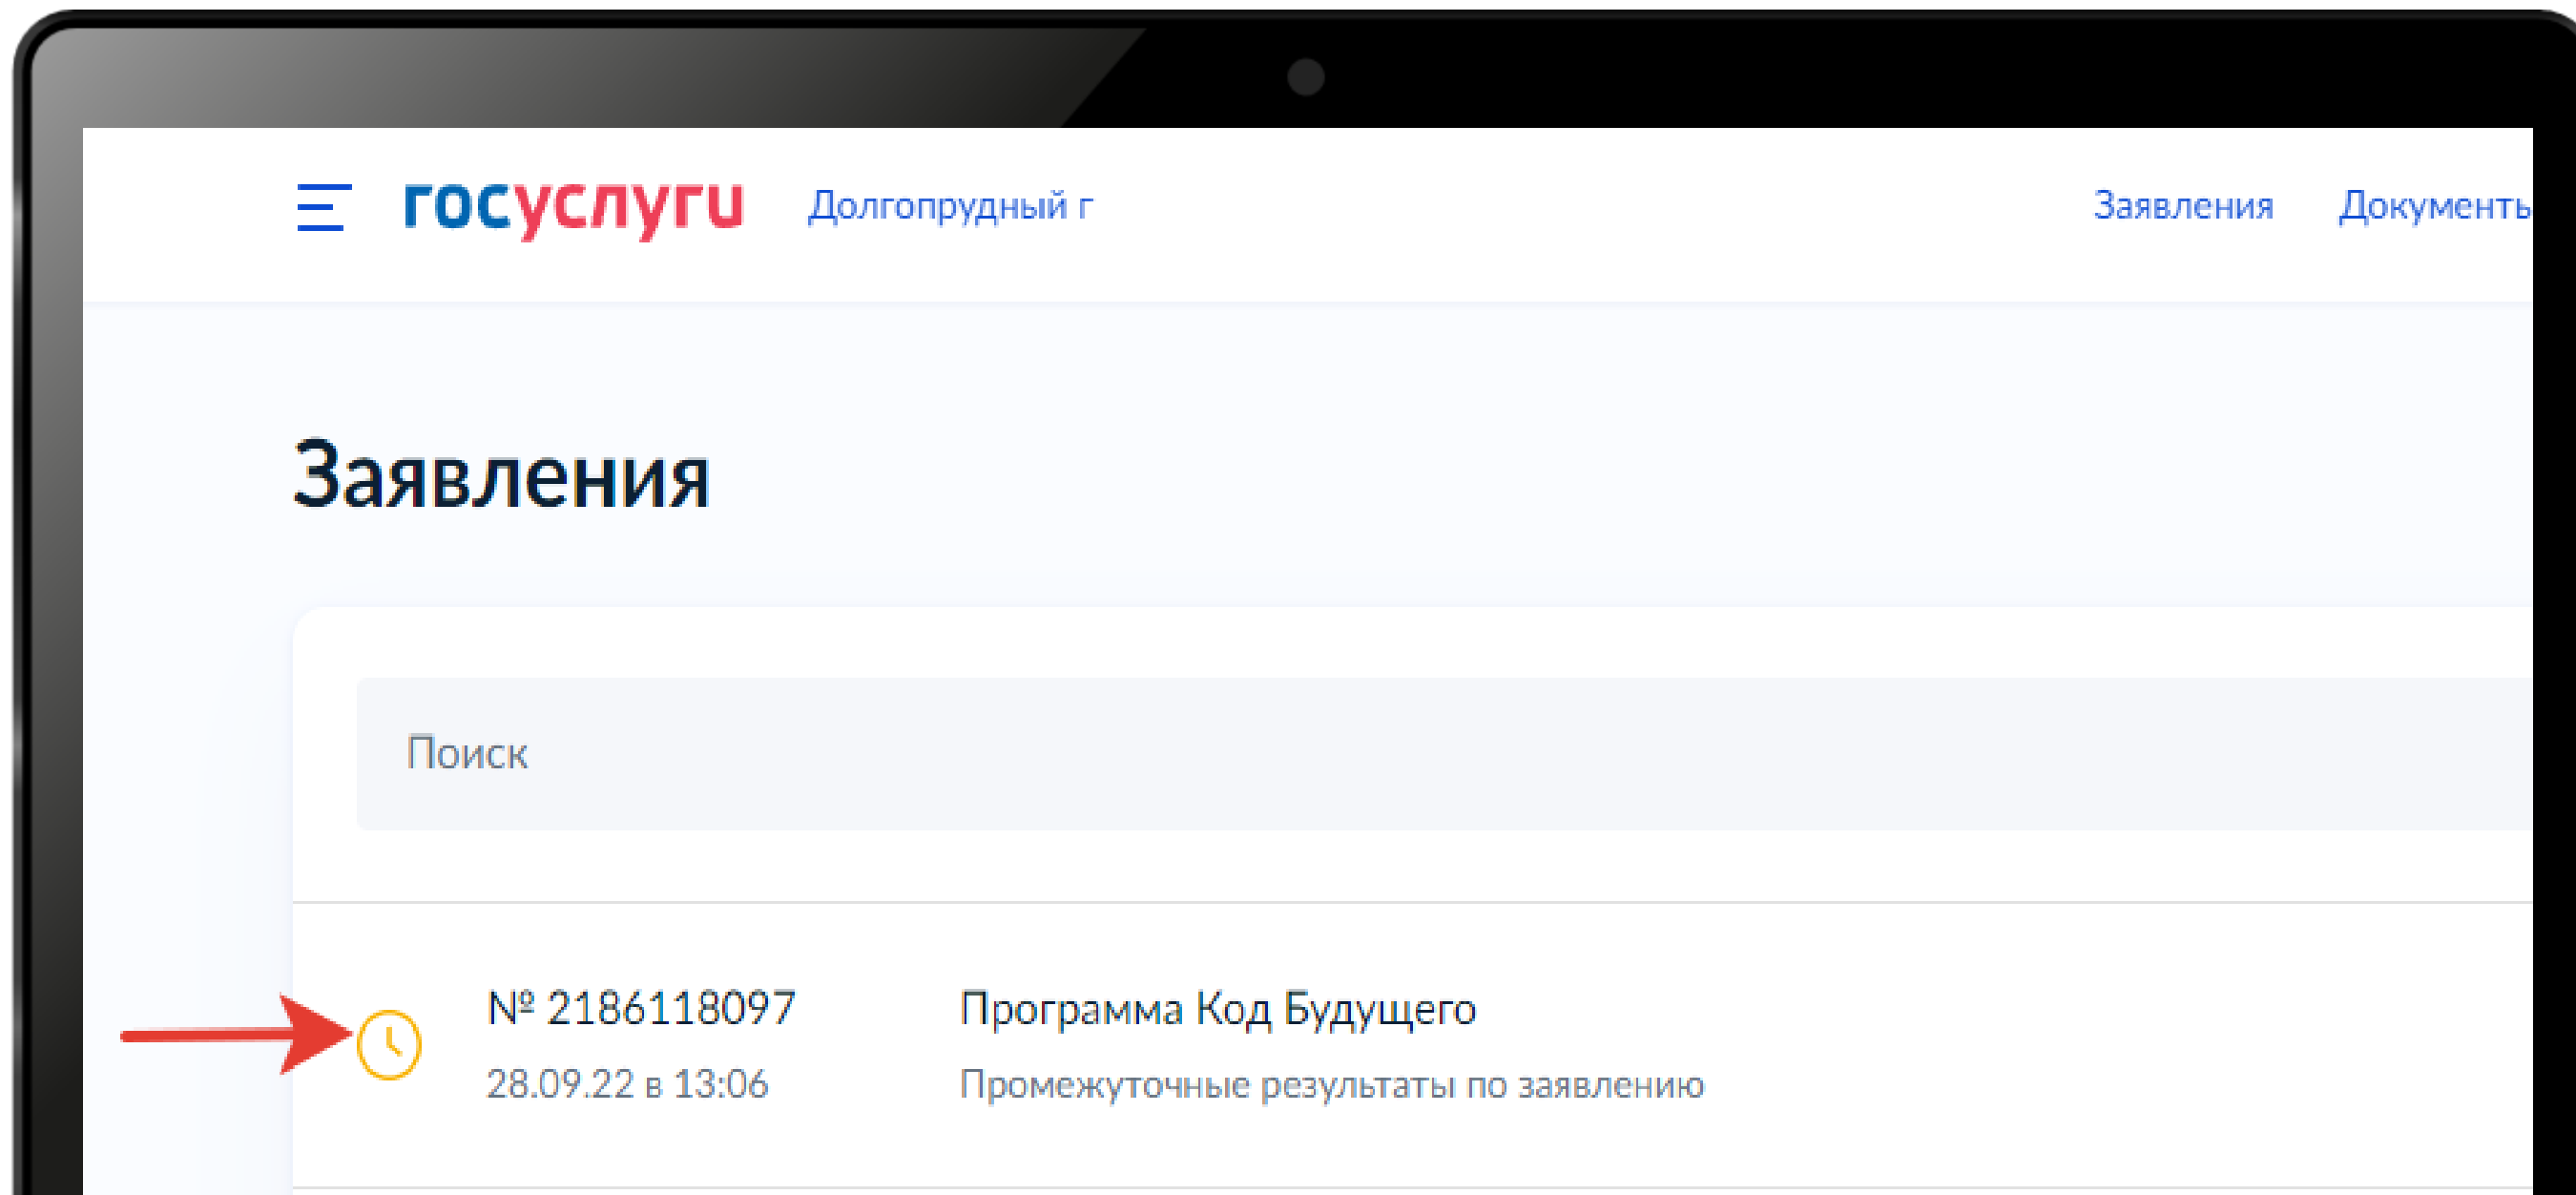 госуслуги Долгопрудный г Заявления
Заявления
Поиск
№ 2186118097 Программа Код Будущего
28.09.22 в 13:06 Промежуточные результаты по заявлению